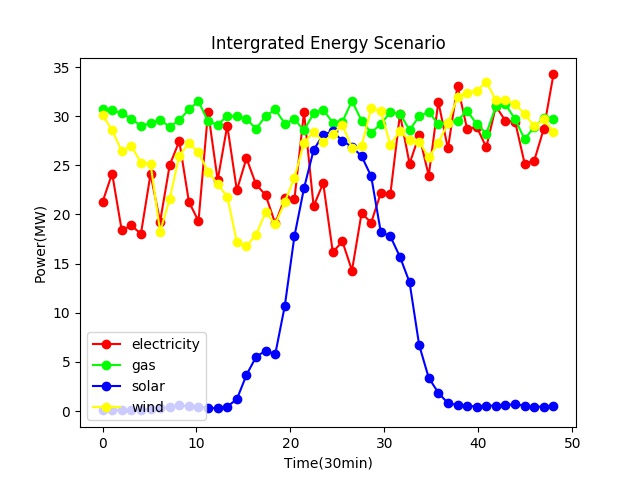 Intergrated Energy Scenario
35
30
25
20
15
10
5
0
Power(MW)
electricity
gas
solar
wind
0 10 20 30 40 50
Time(30min)